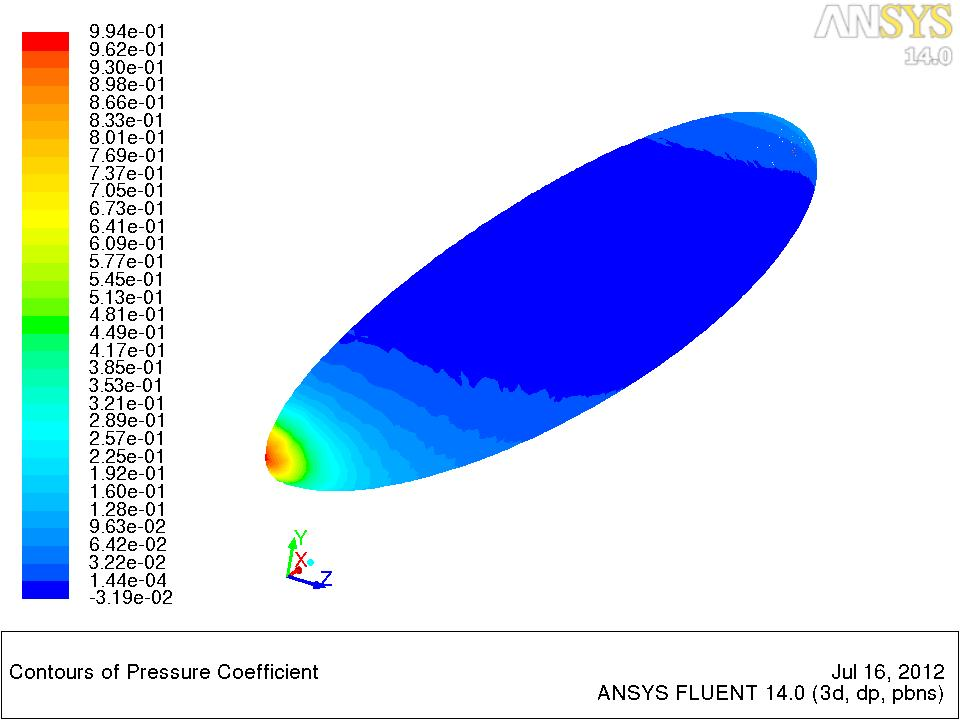 ANSYS
14.0
9.94e-01
9.62e-01
9.30e-01
8.98e-01
8.66e-01
8.33e-01
8.01e-01
7.69e-01
7.37e-01
7.05e-01
6.73e-01
6.41e-01
6.09e-01
5.77e-01
5.45e-01
5.13e-01
4.81e-01
4.49e-01
4.17e-01
3.85e-01
3.53e-01
3.21e-01
2.89e-01
2.57e-01
2.25e-01
1.92e-01
1.60e-01
1.28e-01
9.63e-02
6.42e-02
3.22e-02
1.44e-04
-3.19e-02
Y
X
Z
Contours of Pressure Coefficient
Jul 16, 2012
ANSYS FLUENT 14.0 (3d, dp, pbns)